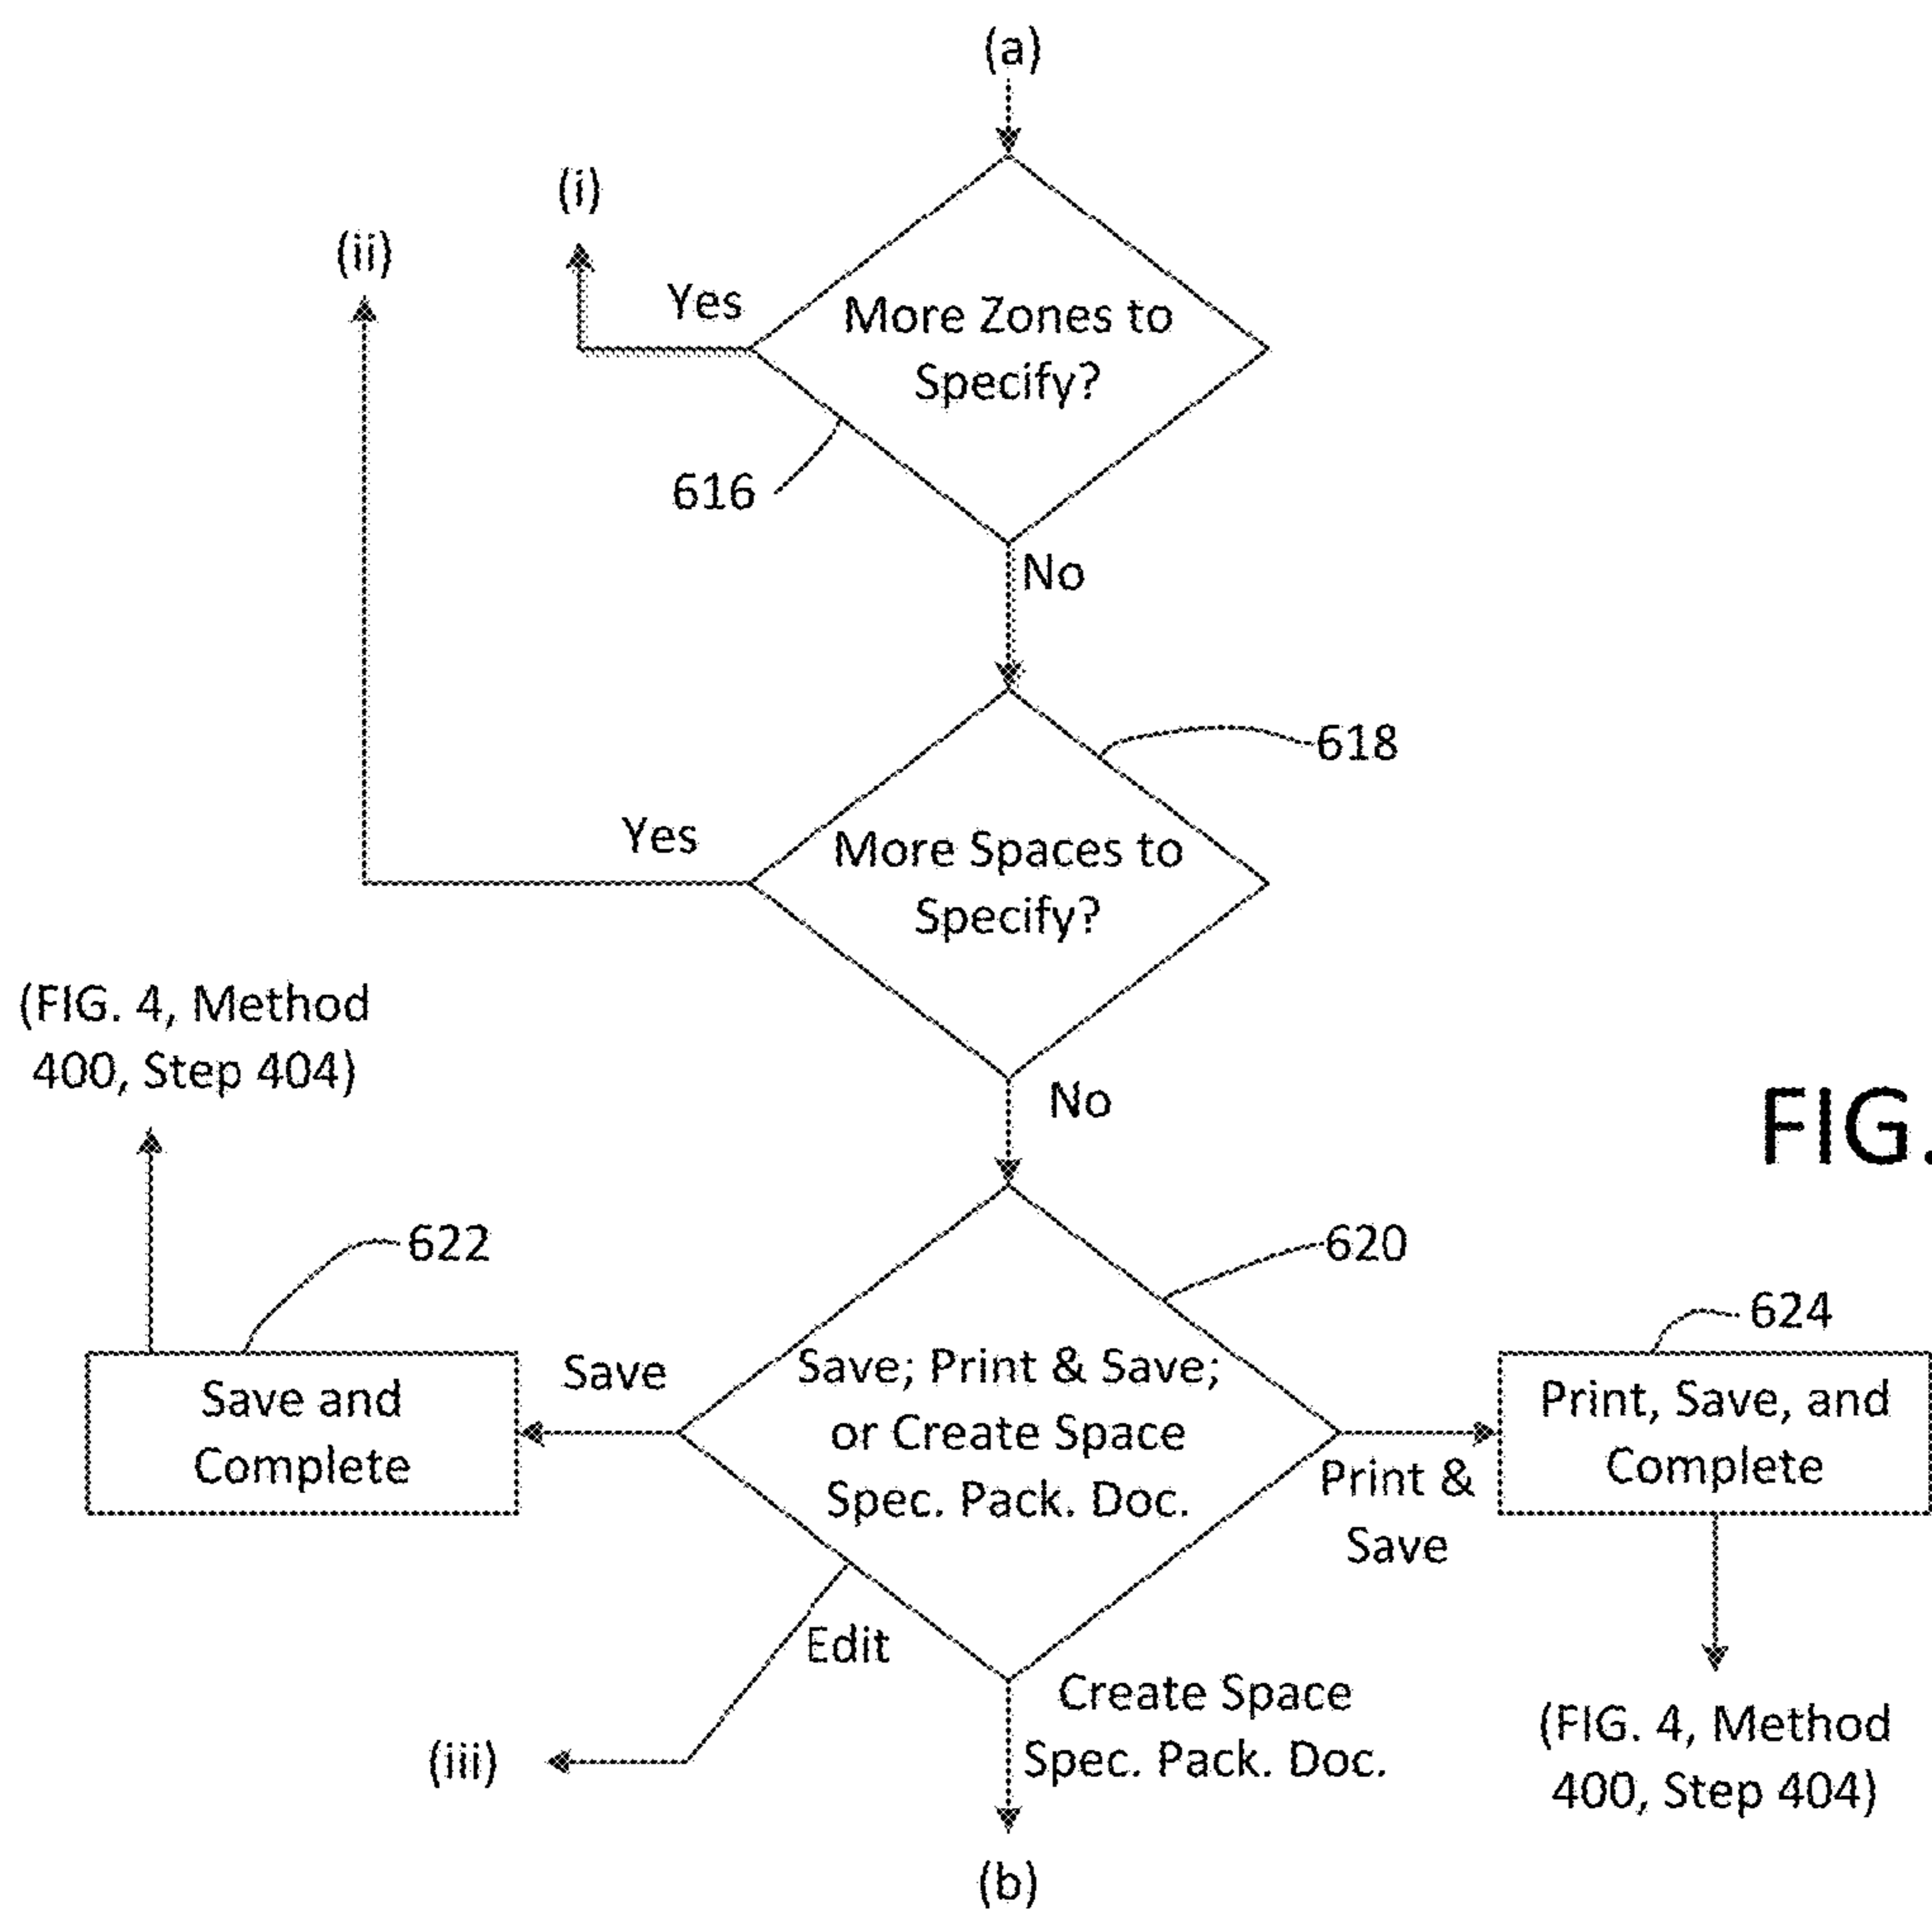 (a)
(i)
(ii)
Yes
More Zones to
Specify?
616
No
618
Yes
More Spaces to
Specify?
(FIG. 4, Method
400, Step 404)
No
FIG.
622
620
624
Save and
Complete
Save
Save; Print & Save;
or Create Space
Spec. Pack. Doc.
Print &
Save
Print, Save, and
Complete
Edit
Create Space
Spec. Pack. Doc.
(iii)
(FIG. 4, Method
400, Step 404)
(b)